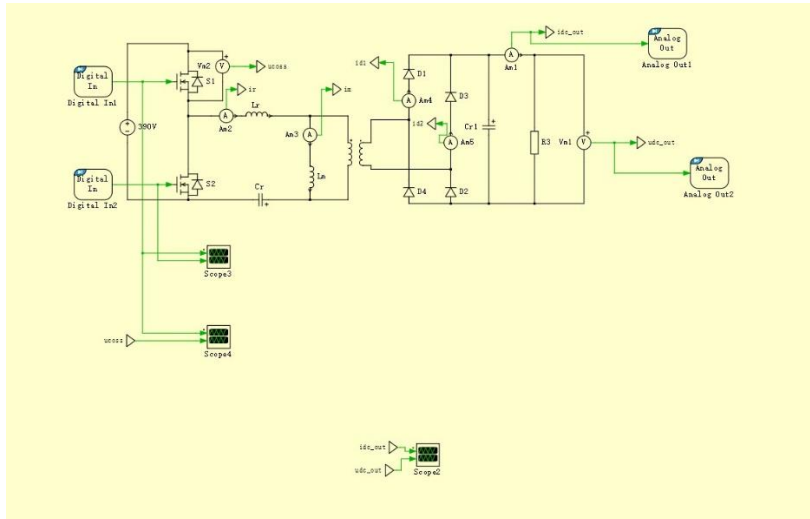 Digital
In
Digital In1
Vm2
V
ucoss
S1
ir
A
Am2
Lr
im
Am3
A
Lm
390V
Digital
In
Digital In2
S2
Cr
id1
D1
A
Am4
D3
id2
A
Am5
D4
D2
Cr1
A
Am1
idc_out
Analog
Out
Analog Out1
R3
Vm1
V
udc_out
Analog
Out
Analog Out2
Scope3
ucoss
Scope4
idc_out
udc_out
Scope2